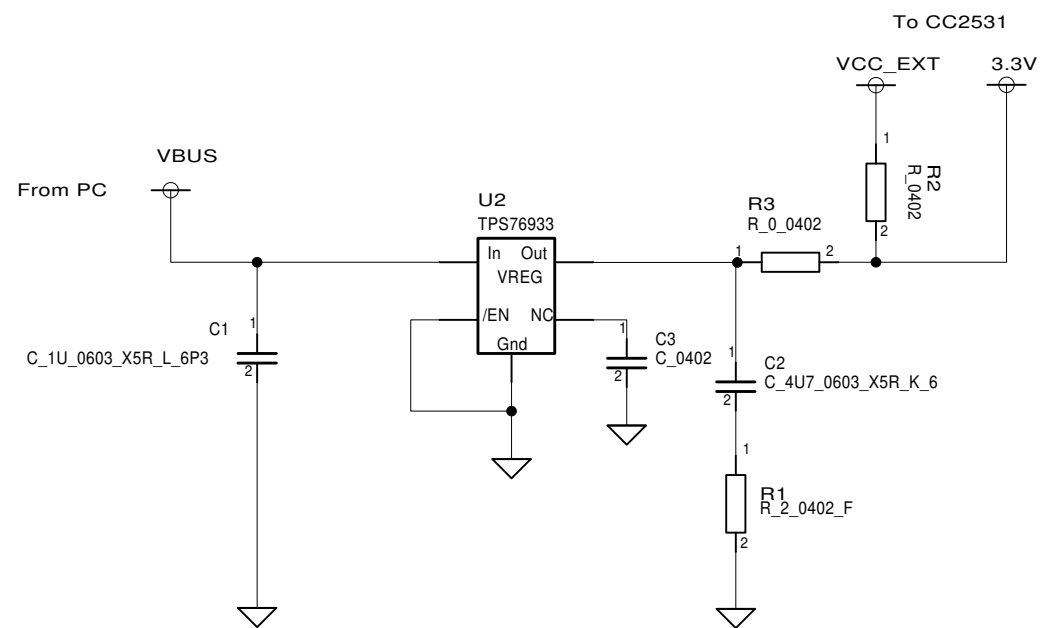 To CC2531
VCC_EXT
3.3V
1
R2
R_0402
2
VBUS
From PC
U2
TPS76933
In
Out
VREG
/EN
NC
Gnd
R3
R_0_0402
1
2
C1
1
2
C_1U_0603_X5R_L_6P3
1
2
C3
C_0402
1
2
C2
C_4U7_0603_X5R_K_6
1
2
R1
R_2_0402_F